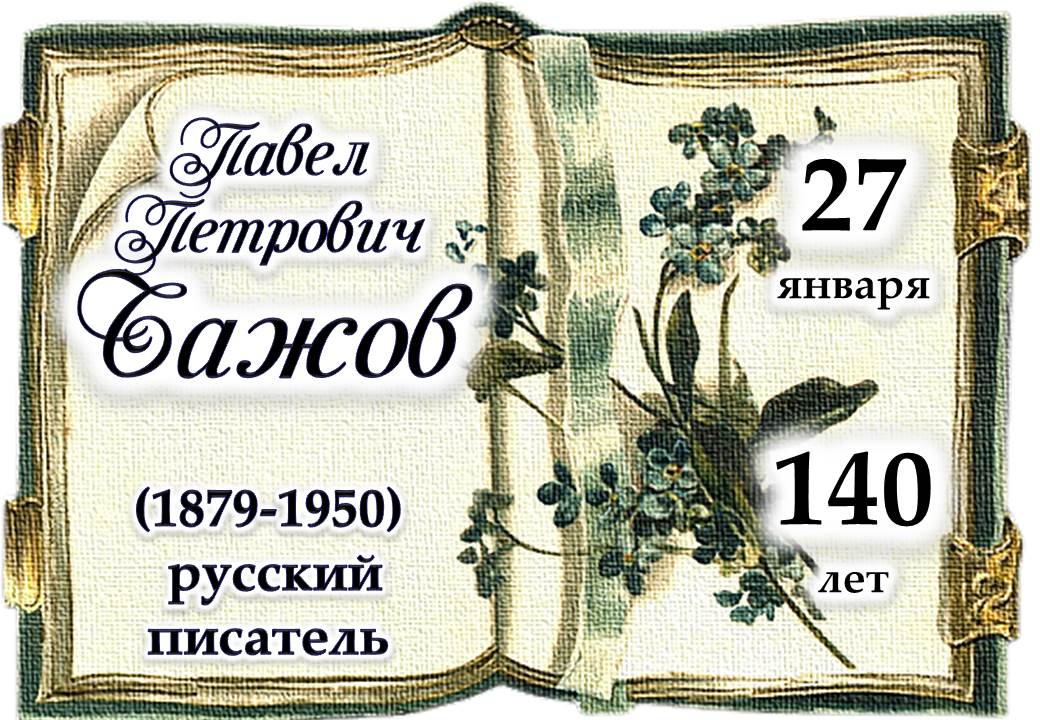 Павел
Петрович
Бажов
(1879-1950)
русский
писатель
27
января
140
лет